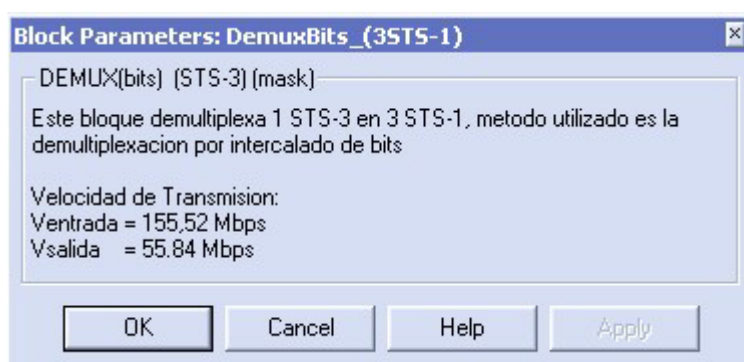 Block Parameters: DemuxBits_(3STS-1)
DEMUX(bits) (STS-3) (mask)
Este bloque demultiplexa 1 STS-3 en 3 STS-1, metodo utilizado es la
demultiplexacion por intercalado de bits
Velocidad de Transmision:
Ventrada = 155,52 Mbps
Vsalida = 55.84 Mbps
OK Cancel Help Apply